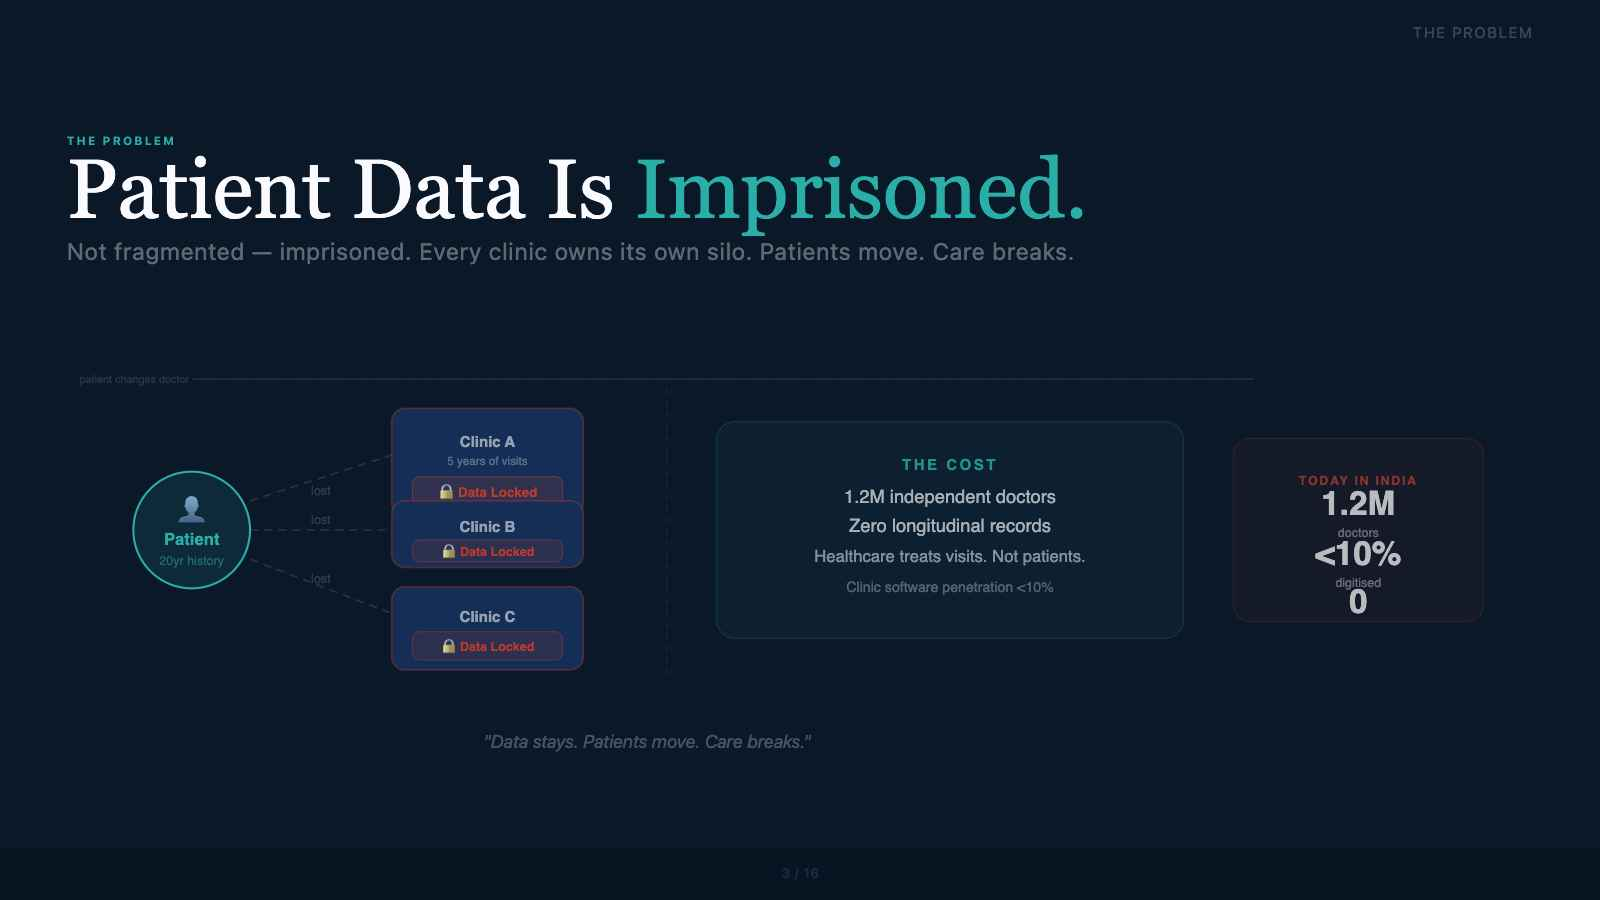 THE PROBLEM
THE PROBLEM
Patient Data Is Imprisoned.
Not fragmented — imprisoned. Every clinic owns its own silo. Patients move. Care breaks.
patient changes doctor
Patient
20yr history
lost
lost
lost
Clinic A
5 years of visits
Data Locked
Clinic B
Data Locked
Clinic C
Data Locked
THE COST
1.2M independent doctors
Zero longitudinal records
Healthcare treats visits. Not patients.
Clinic software penetration <10%
TODAY IN INDIA
1.2M
doctors
<10%
digitised
0
"Data stays. Patients move. Care breaks."
3 / 16